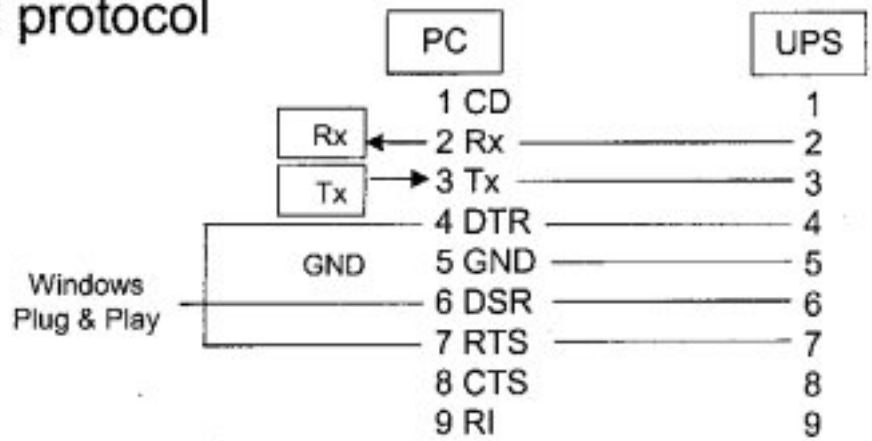 protocol
PC UPS
1 CD 1
Rx 2 Rx 2
Tx 3 Tx 3
4 DTR 4
GND 5 GND 5
Windows
Plug & Play
6 DSR 6
7 RTS 7
8 CTS 8
9 RI 9